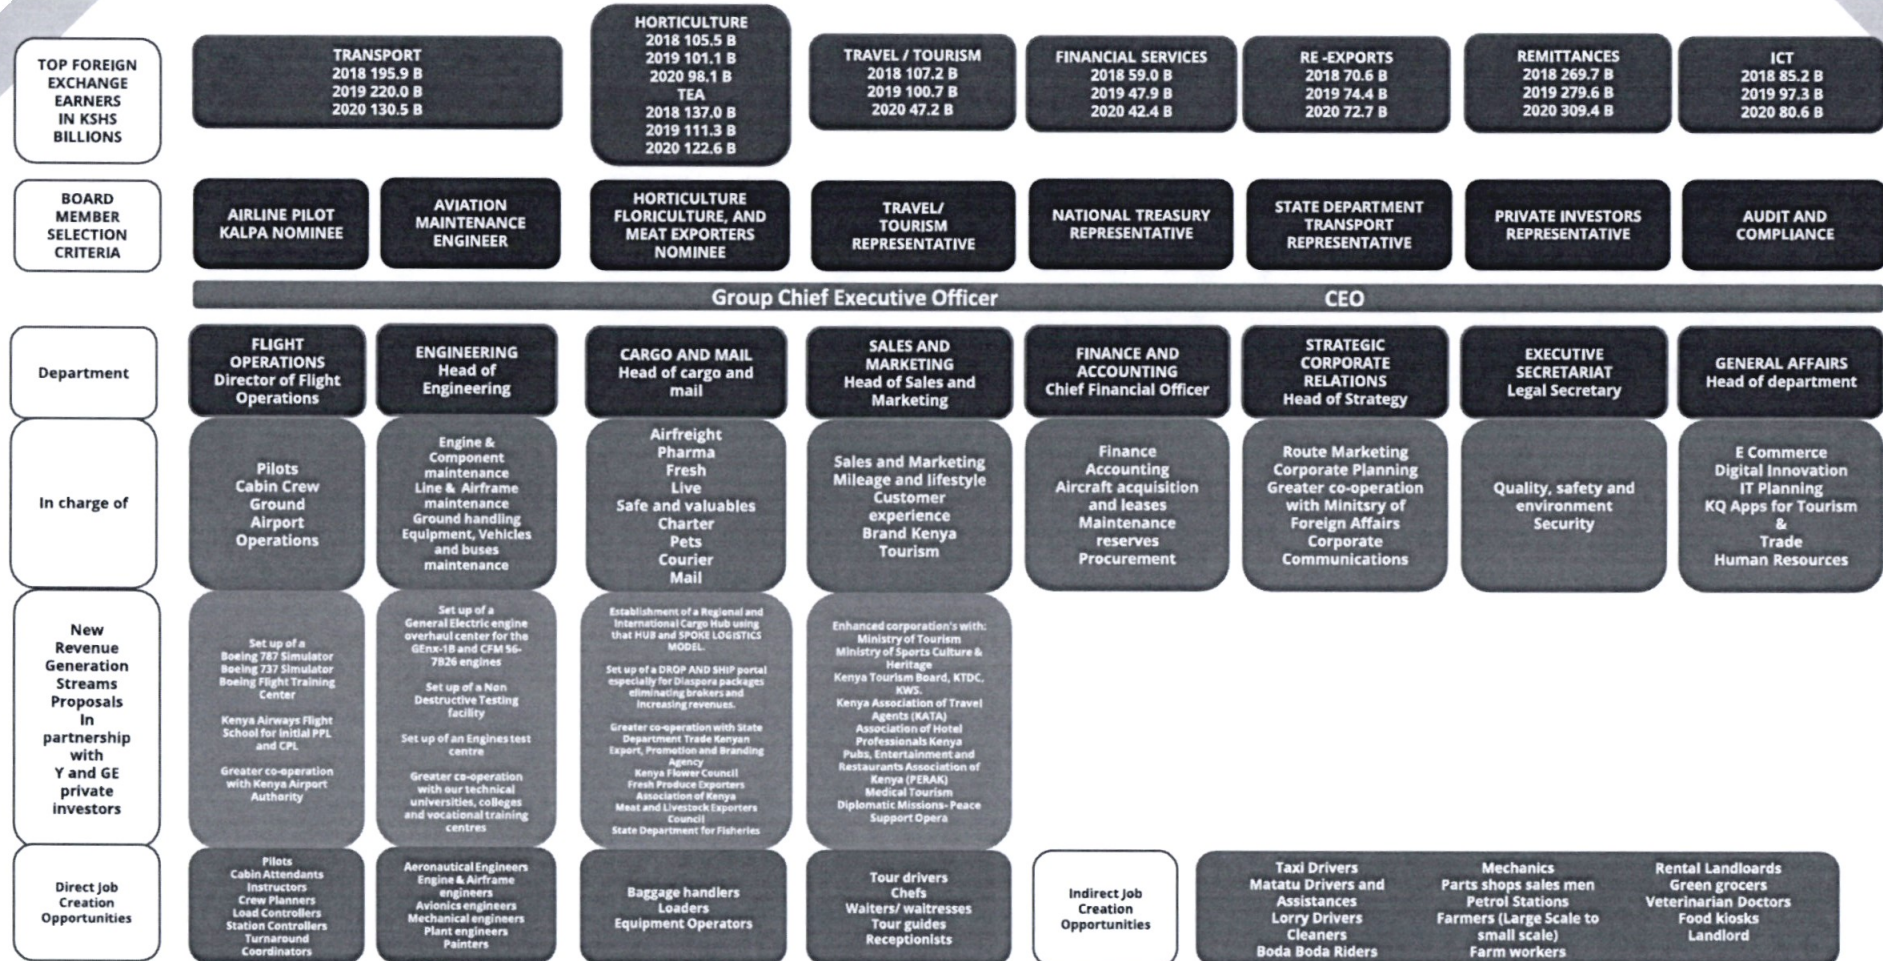 TOP FOREIGN
EXCHANGE
EARNERS
IN KSHS
BILLIONS
TRANSPORT
2018 195.9 B
2019 220.0 B
2020 130.5 B
HORTICULTURE
2018 105.5 B
2019 101.1 B
2020 98.1 B
TEA
2018 137.0 B
2019 111.3 B
2020 122.6 B
TRAVEL / TOURISM
2018 107.2 B
2019 100.7 B
2020 47.2 B
FINANCIAL SERVICES
2018 59.0 B
2019 47.9 B
2020 42.4 B
RE -EXPORTS
2018 70.6 B
2019 74.4 B
2020 72.7 B
REMITTANCES
2018 269.7 B
2019 279.6 B
2020 309.4 B
ICT
2018 85.2 B
2019 97.3 B
2020 80.6 B
BOARD
MEMBER
SELECTION
CRITERIA
AIRLINE PILOT
KALPA NOMINEE
AVIATION
MAINTENANCE
ENGINEER
HORTICULTURE
FLORICULTURE, AND
MEAT EXPORTERS
NOMINEE
TRAVEL/
TOURISM
REPRESENTATIVE
NATIONAL TREASURY
REPRESENTATIVE
STATE DEPARTMENT
TRANSPORT
REPRESENTATIVE
PRIVATE INVESTORS
REPRESENTATIVE
AUDIT AND
COMPLIANCE
Group Chief Executive Officer CEO
Department
FLIGHT
OPERATIONS
Director of Flight
Operations
ENGINEERING
Head of
Engineering
CARGO AND MAIL
Head of cargo and
mail
SALES AND
MARKETING
Head of Sales and
Marketing
FINANCE AND
ACCOUNTING
Chief Financial Officer
STRATEGIC
CORPORATE
RELATIONS
Head of Strategy
EXECUTIVE
SECRETARIAT
Legal Secretary
GENERAL AFFAIRS
Head of department
In charge of
Pilots
Cabin Crew
Ground
Airport
Operations
Engine &
Component
maintenance
Line & Airframe
maintenance
Ground handling
Equipment, Vehicles
and buses
maintenance
Airfreight
Pharma
Fresh
Live
Safe and valuables
Charter
Pets
Courier
Mail
Sales and Marketing
Mileage and lifestyle
Customer
experience
Brand Kenya
Tourism
Finance
Accounting
Aircraft acquisition
and leases
Maintenance
reserves
Procurement
Route Marketing
Corporate Planning
Greater co-operation
with Minitsry of
Foreign Affairs
Corporate
Communications
Quality, safety and
environment
Security
E Commerce
Digital Innovation
IT Planning
KQ Apps for Tourism
&
Trade
Human Resources
New
Revenue
Generation
Streams
Proposals
In
partnership
with
Y and GE
private
investors
Set up of a
Boeing 787 Simulator
Boeing 737 Simulator
Boeing Flight Training
Center
Kenya Airways Flight
School for initial PPL
and CPL
Greater co-operation
with Kenya Airport
Authority
Set up of a
General Electric engine
overhaul center for the
GEnx-1B and CFM 56-
7B26 engines
Set up of a Non
Destructive Testing
facility
Set up of an Engines test
centre
Greater co-operation
with our technical
universities, colleges
and vocational training
centres
Establishment of a Regional and
International Cargo Hub using
that HUB and SPOKE LOGISTICS
MODEL.
Set up of a DROP AND SHIP portal
especially for Diaspora packages
eliminating brokers and
increasing revenues.
Greater co-operation with State
Department Trade Kenyan
Export, Promotion and Branding
Agency
Kenya Flower Council
Fresh Produce Exporters
Association of Kenya
Meat and Livestock Exporters
Council
State Department for Fisheries
Enhanced corporation's with:
Ministry of Tourism
Ministry of Sports Culture &
Heritage
Kenya Tourism Board, KTDC,
KWS.
Kenya Association of Travel
Agents (KATA)
Association of Hotel
Professionals Kenya
Pubs, Entertainment and
Restaurants Association of
Kenya (PERAK)
Medical Tourism
Diplomatic Missions- Peace
Support Opera
Direct Job
Creation
Opportunities
Pilots
Cabin Attendants
Instructors
Crew Planners
Load Controllers
Station Controllers
Turnaround
Coordinators
Aeronautical Engineers
Engine & Airframe
engineers
Avionics engineers
Mechanical engineers
Plant engineers
Painters
Baggage handlers
Loaders
Equipment Operators
Tour drivers
Chefs
Waiters/ waitresses
Tour guides
Receptionists
Indirect Job
Creation
Opportunities
Taxi Drivers
Matatu Drivers and
Assistances
Lorry Drivers
Cleaners
Boda Boda Riders
Mechanics
Parts shops sales men
Petrol Stations
Farmers (Large Scale to
small scale)
Farm workers
Rental Landloards
Green grocers
Veterinarian Doctors
Food kiosks
Landlord